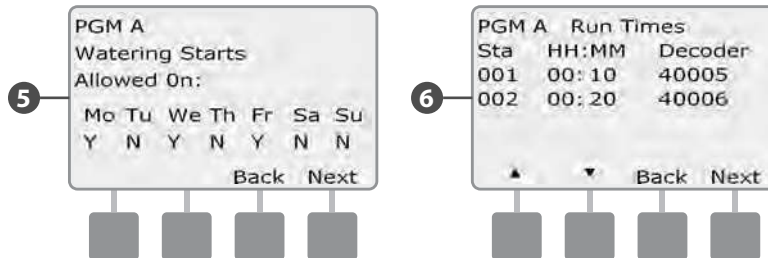 5
PGM A
Watering Starts
Allowed 0n:
Mo Tu We Th Fr Sa Su
Y N Y N Y N N
Back Next
6
PGM A Run Times
Sta HH:MM Decoder
001 00:10 40005
002 00:20 40006
▲ ▼ Back Next